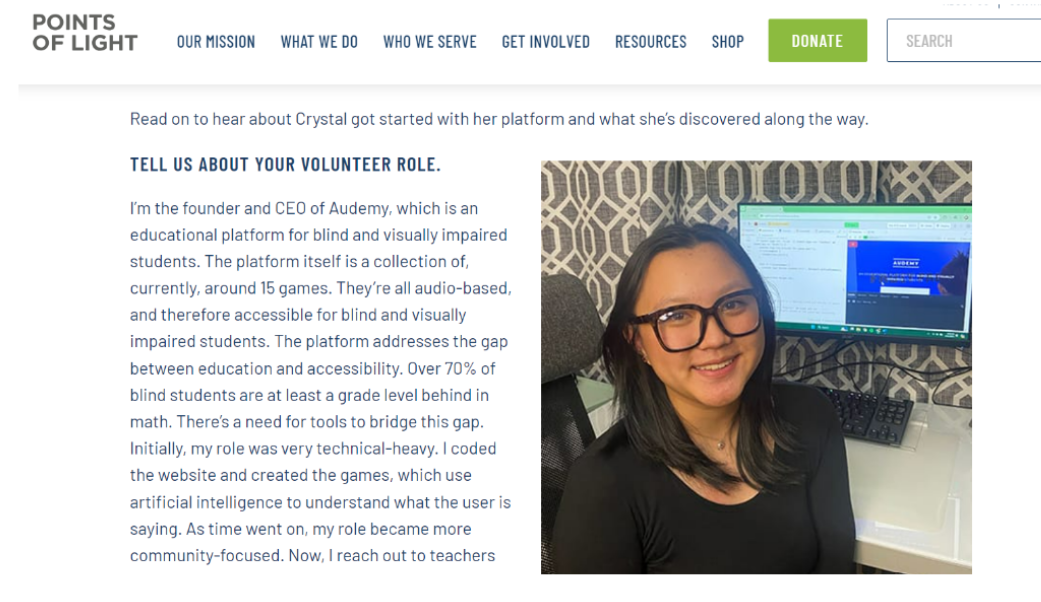 POINTS
OF LIGHT
OUR MISSION
WHAT WE DO
WHO WE SERVE
GET INVOLVED
RESOURCES
SHOP
DONATE
SEARCH
Read on to hear about Crystal got started with her platform and what she's discovered along the way.
TELL US ABOUT YOUR VOLUNTEER ROLE.
I'm the founder and CEO of Audemy, which is an
educational platform for blind and visually impaired
students. The platform itself is a collection of,
currently, around 15 games. They're all audio-based,
and therefore accessible for blind and visually
impaired students. The platform addresses the gap
between education and accessibility. Over 70% of
blind students are at least a grade level behind in
math. There's a need for tools to bridge this gap.
Initially, my role was very technical-heavy. I coded
the website and created the games, which use
artificial intelligence to understand what the user is
saying. As time went on, my role became more
community-focused. Now, I reach out to teachers
AUDEMY